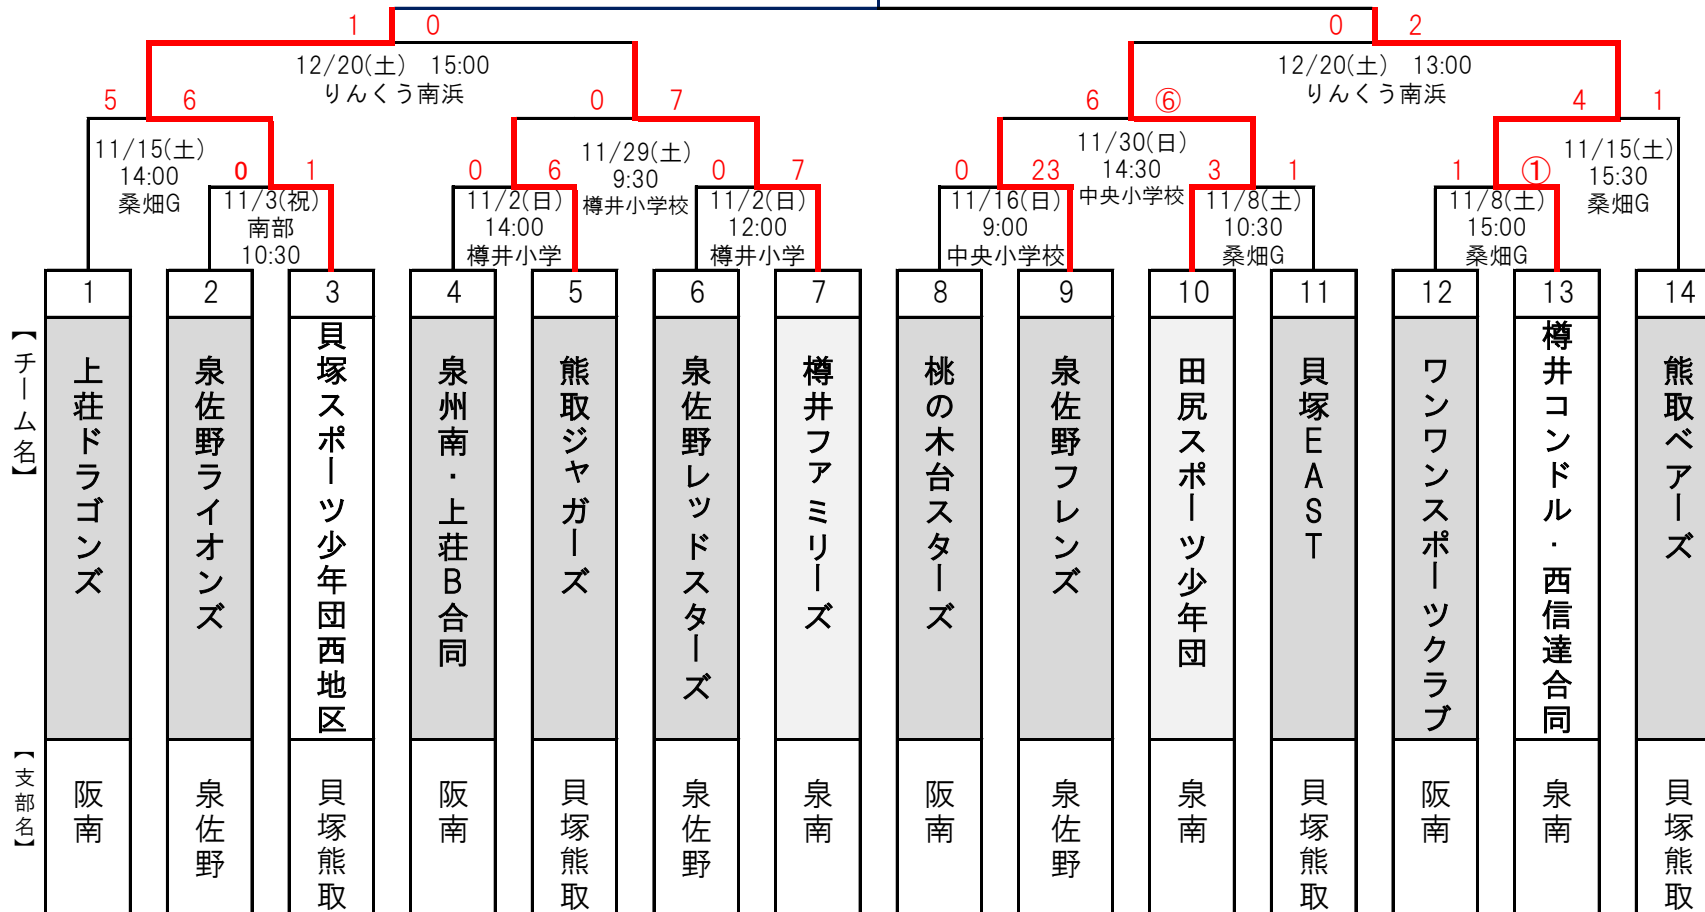 1 0
0 2
12/20(土) 15:00
りんくう南浜
12/20(土) 13:00
りんくう南浜
5 6
0 7
6 ⑥
4 1
11/15(土)
14:00
桑畑G
11/29(土)
9:30
樽井小学校
11/30(日)
14:30
中央小学校
11/15(土)
15:30
桑畑G
0 1
0 6
0 7
0 23
3 1
1 ①
11/3(祝)
南部
10:30
11/2(日)
14:00
樽井小学
11/2(日)
12:00
樽井小学
11/16(日)
9:00
中央小学校
11/8(土)
10:30
桑畑G
11/8(土)
15:00
桑畑G
1 2 3 4 5 6 7 8 9 10 11 12 13 14
【チーム名】
上荘ドラゴンズ
泉佐野ライオンズ
貝塚スポーツ少年団西地区
泉州南・上荘B合同
熊取ジャガーズ
泉佐野レッドスターズ
樽井ファミリーズ
桃の木台スターズ
泉佐野フレンズ
田尻スポーツ少年団
貝塚EAST
ワンワンスポーツクラブ
樽井コンドル・西信達合同
熊取ベアーズ
【支部名】
阪南
泉佐野
貝塚熊取
阪南
貝塚熊取
泉佐野
泉南
阪南
泉佐野
泉南
貝塚熊取
阪南
泉南
貝塚熊取